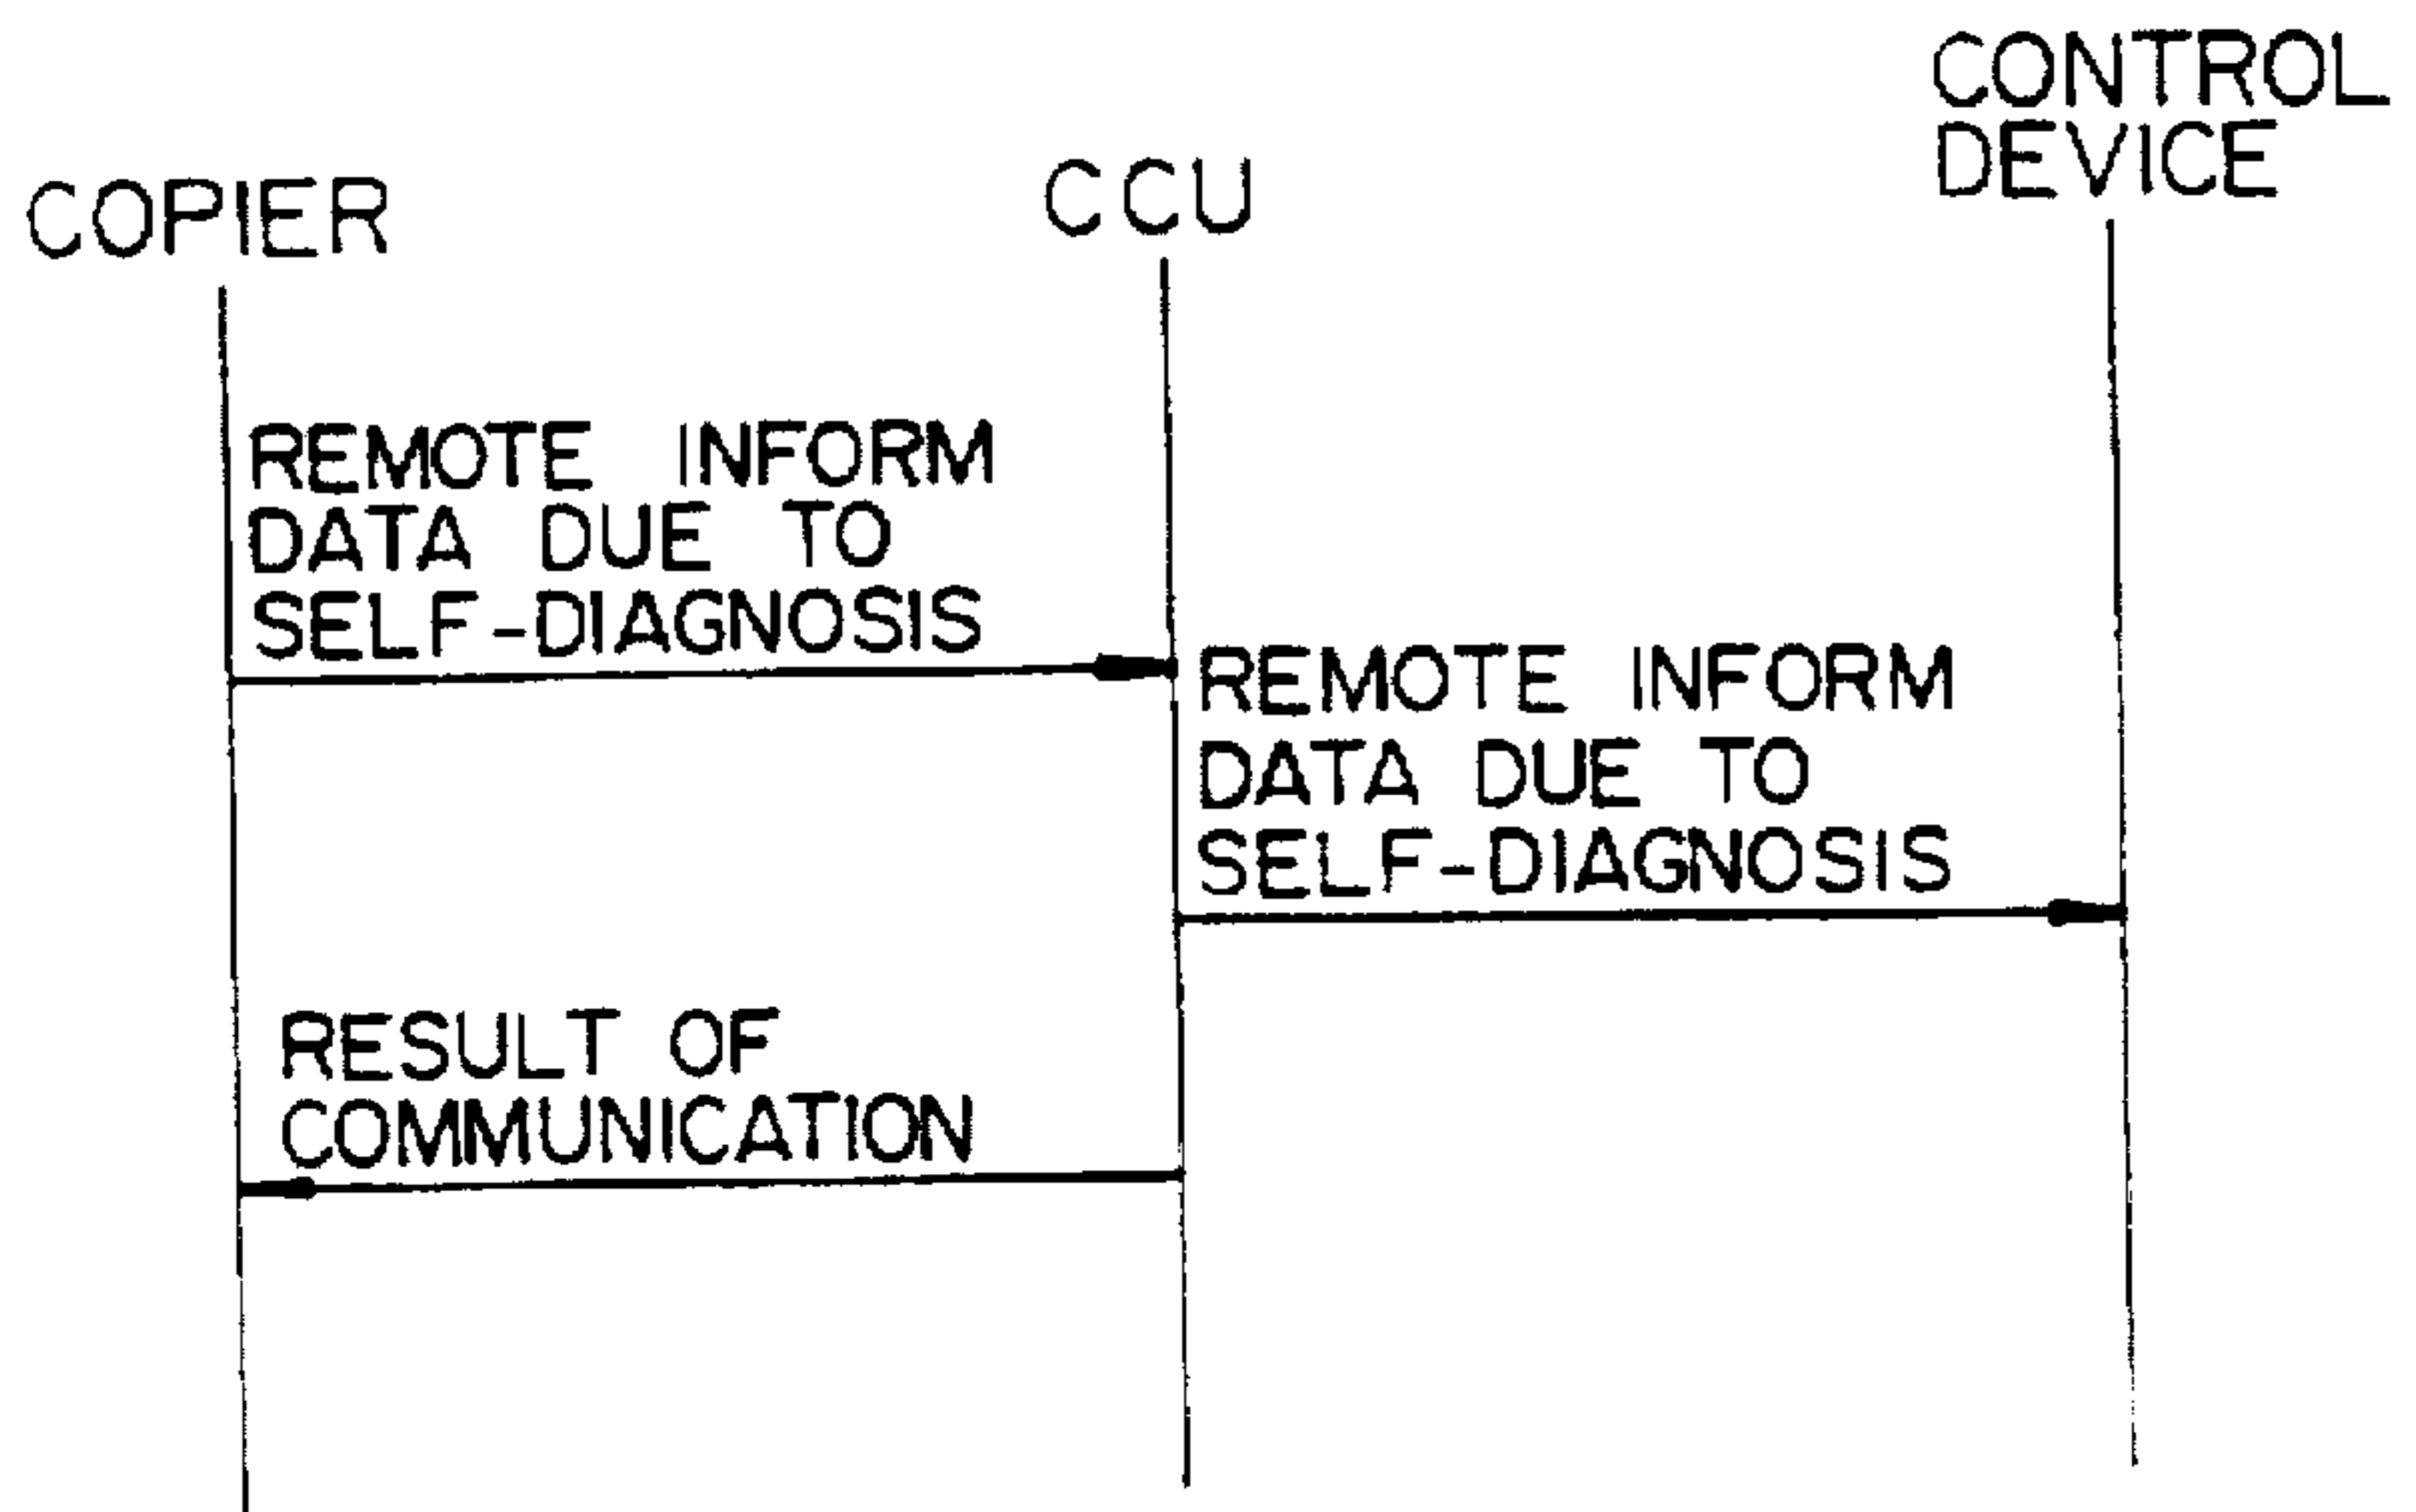 COPIER
CCU
CONTROL
DEVICE
REMOTE INFORM
DATA DUE TO
SELF-DIAGNOSIS
REMOTE INFORM
DATA DUE TO
SELF-DIAGNOSIS
RESULT OF
COMMUNICATION